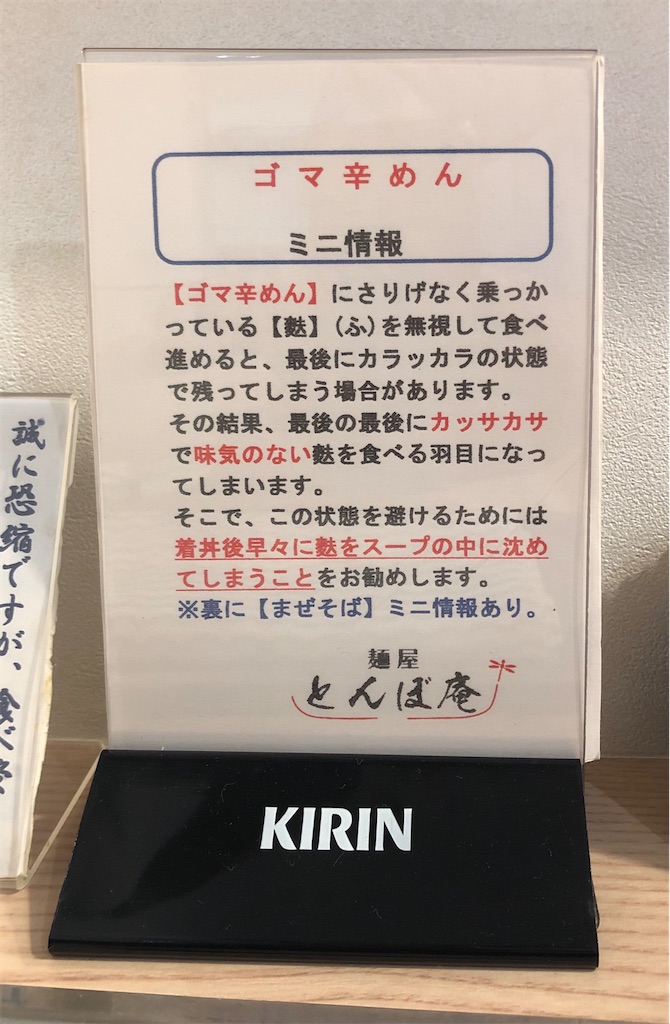 ゴマ辛めん
ミニ情報
【ゴマ辛めん】にさりげなく乗っか
っている【麩】(ふ)を無視して食べ
進めると、最後にカラッカラの状態
で残ってしまう場合があります。
その結果、最後の最後にカッサカサ
で味気のない麩を食べる羽目になっ
てしまいます。
そこで、この状態を避けるためには
着丼後早々に麩をスープの中に沈め
てしまうことをお勧めします。
※裏に【まぜそば】ミニ情報あり。
麺屋
とんぼ庵
KIRIN
誠に恐縮ですが、食べ終